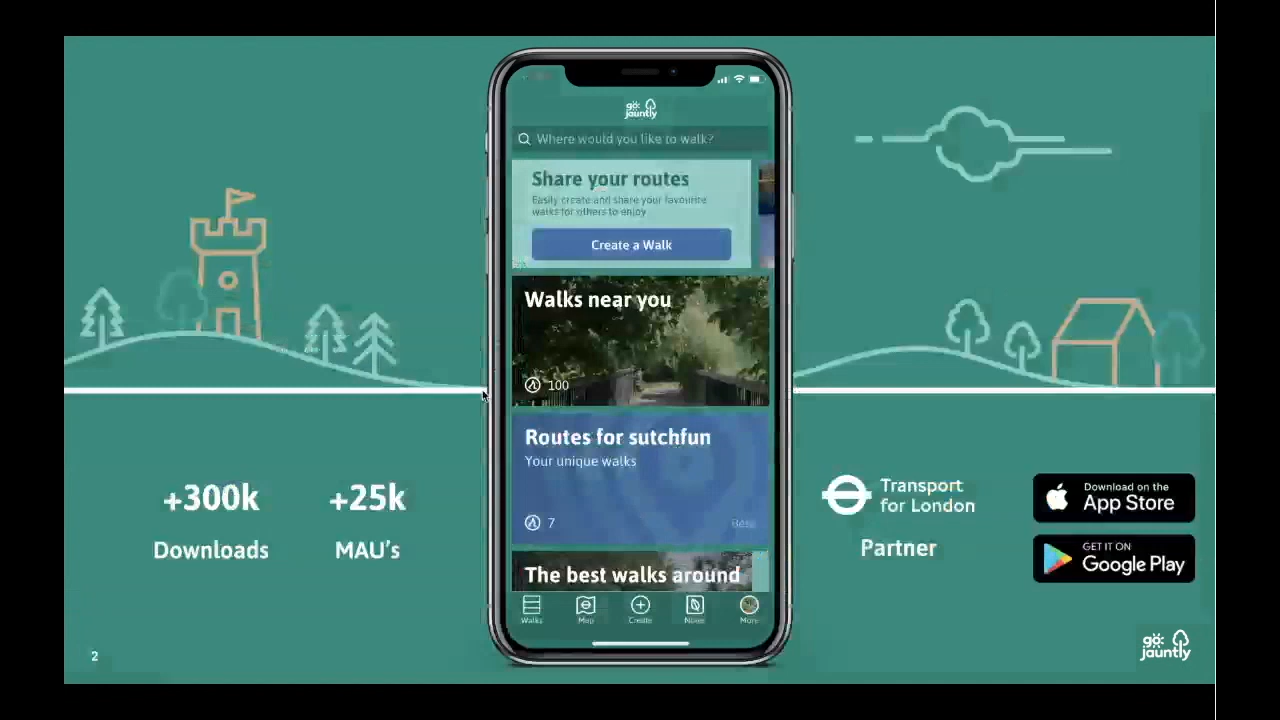 go
jauntly
Where would you like to walk?
Share your routes
Easily create and share your favourite
walks for others to enjoy
Create a Walk
Walks near you
100
Routes for sutchfun
Your unique walks
7
Beta
The best walks around
Walks
Map
Create
Notes
More
+300k
Downloads
+25k
MAU's
Transport
for London
Partner
Download on the
App Store
GET IT ON
Google Play
2
go
jauntly